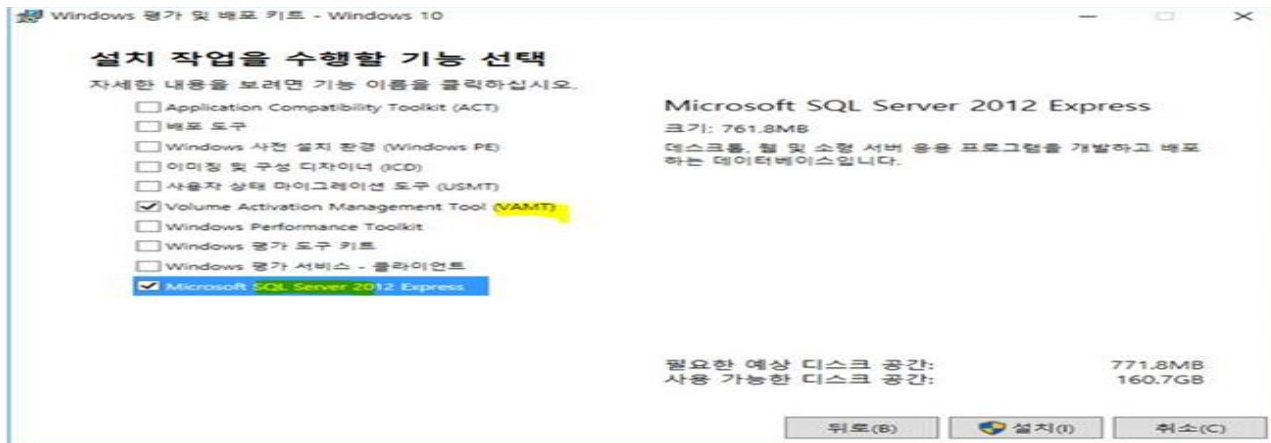 Windows 평가 및 배포 키트 - Windows 10
설치 작업을 수행할 기능 선택
자세한 내용을 보려면 기능 이름을 클릭하십시오.
Application Compatibility Toolkit (ACT)
배포 도구
Windows 사전 설치 환경 (Windows PE)
이미징 및 구성 디자이너 (ICD)
사용자 상태 마이그레이션 도구 (USMT)
Volume Activation Management Tool (VAMT)
Windows Performance Toolkit
Windows 평가 도구 키트
Windows 평가 서비스 - 클라이언트
Microsoft SQL Server 2012 Express
Microsoft SQL Server 2012 Express
크기: 761.8MB
데스크톱, 웹 및 소형 서버 응용 프로그램을 개발하고 배포
하는 데이터베이스입니다.
필요한 예상 디스크 공간: 771.8MB
사용 가능한 디스크 공간: 160.7GB
뒤로(B) 설치(I) 취소(C)